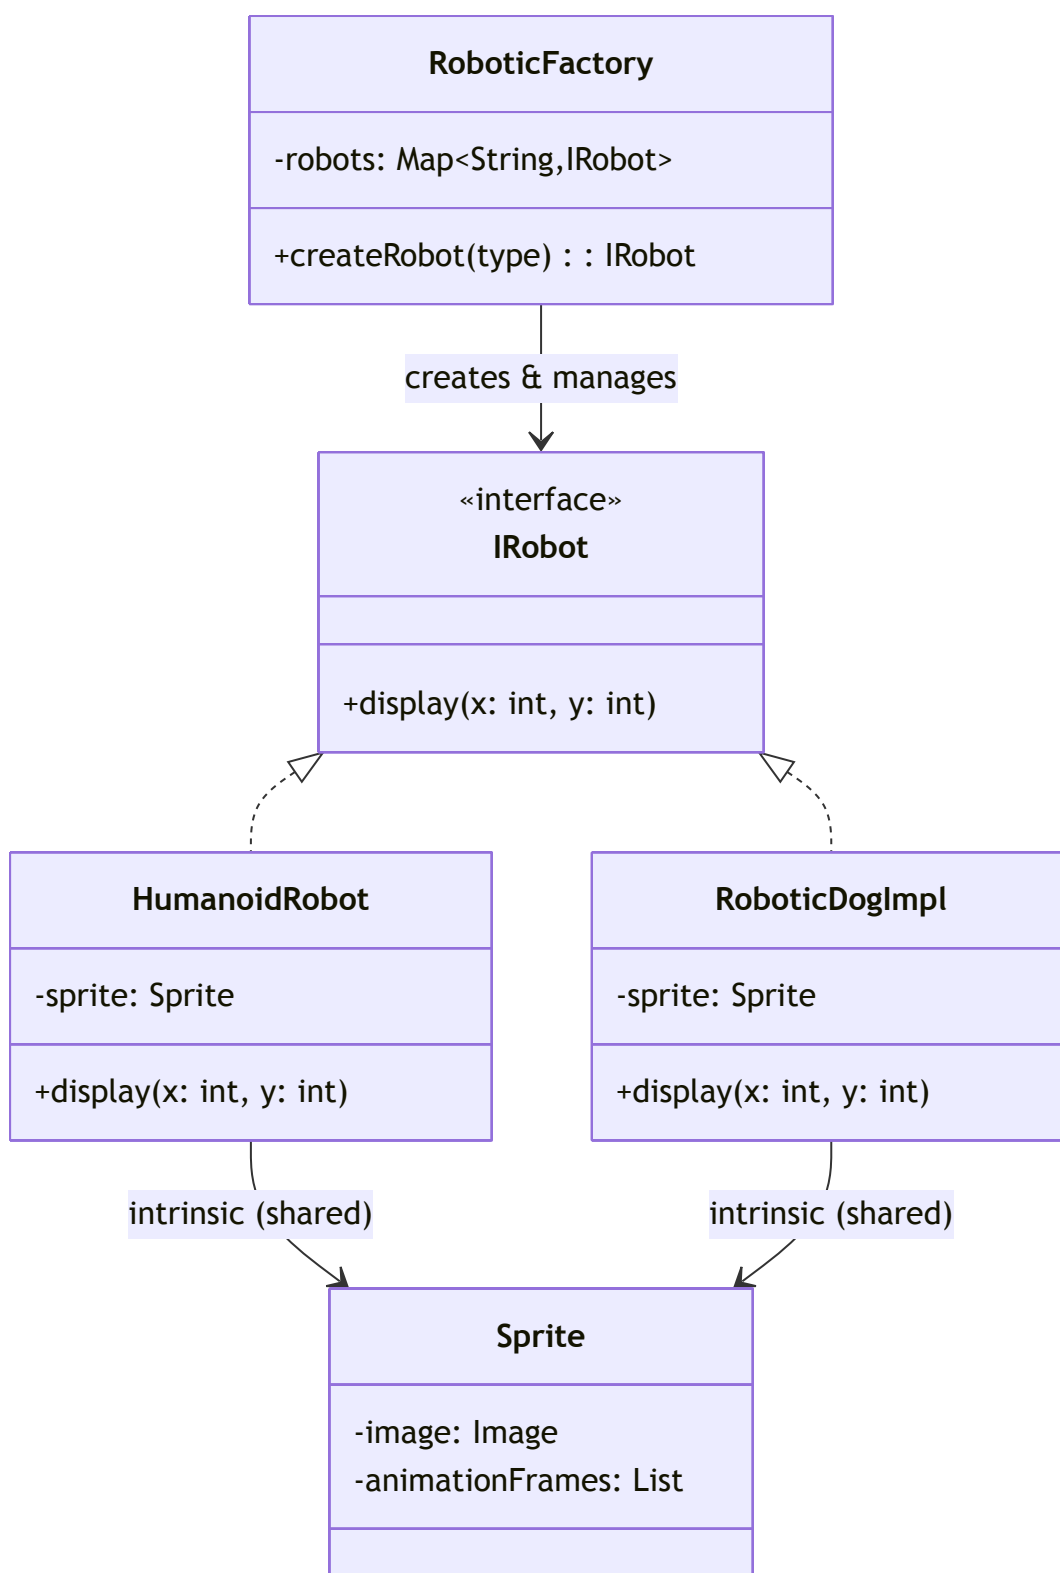 RoboticFactory
-robots: Map<String,IRobot>
+createRobot(type) : : IRobot
creates & manages
«interface»
IRobot
+display(x: int, y: int)
HumanoidRobot
-sprite: Sprite
+display(x: int, y: int)
RoboticDogImpl
-sprite: Sprite
+display(x: int, y: int)
intrinsic (shared)
intrinsic (shared)
Sprite
-image: Image
-animationFrames: List